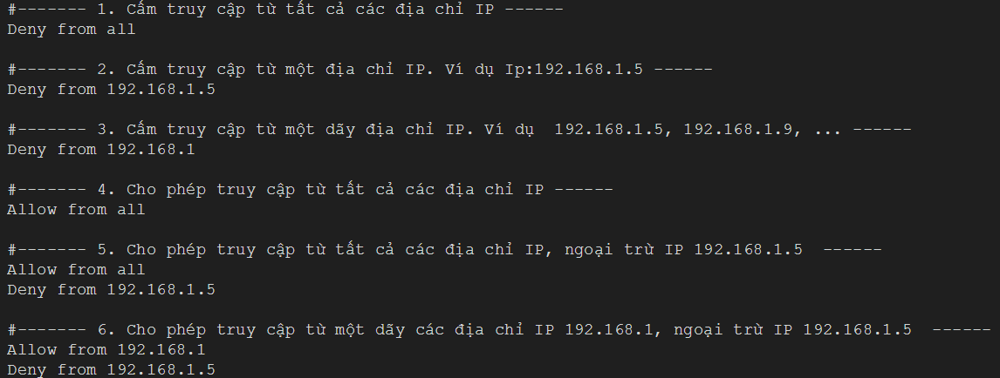 #------- 1. Cấm truy cập từ tất cả các địa chỉ IP ------
Deny from all
#------- 2. Cấm truy cập từ một địa chỉ IP. Ví dụ Ip:192.168.1.5 ------
Deny from 192.168.1.5
#------- 3. Cấm truy cập từ một dãy địa chỉ IP. Ví dụ  192.168.1.5, 192.168.1.9, ... ------
Deny from 192.168.1
#------- 4. Cho phép truy cập từ tất cả các địa chỉ IP ------
Allow from all
#------- 5. Cho phép truy cập từ tất cả các địa chỉ IP, ngoại trừ IP 192.168.1.5  ------
Allow from all
Deny from 192.168.1.5
#------- 6. Cho phép truy cập từ một dãy các địa chỉ IP 192.168.1, ngoại trừ IP 192.168.1.5  ------
Allow from 192.168.1
Deny from 192.168.1.5